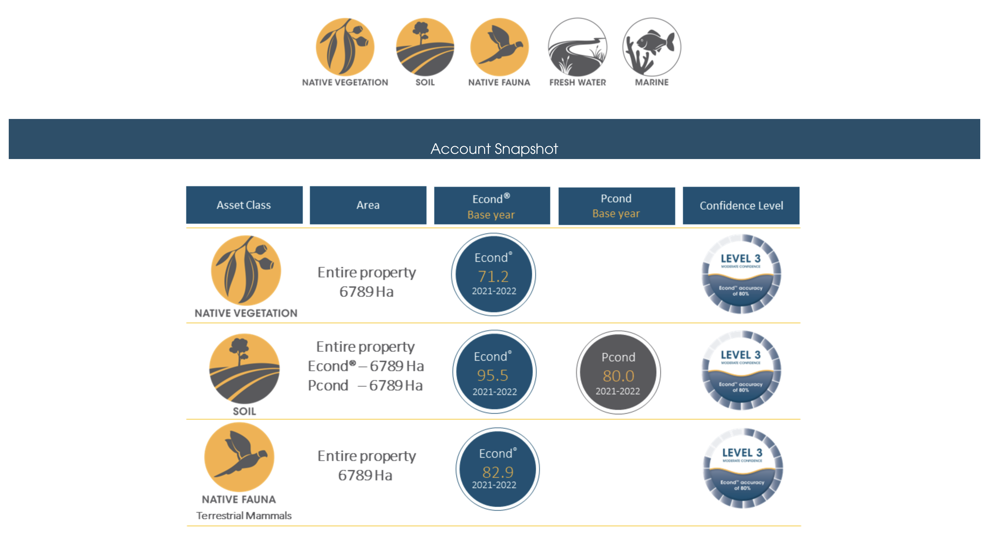 NATIVE VEGETATION
SOIL
NATIVE FAUNA
FRESH WATER
MARINE
Account Snapshot
Asset Class
Area
Econd®
Base year
Pcond
Base year
Confidence Level
NATIVE VEGETATION
Entire property
6789 Ha
Econd®
71.2
2021-2022
LEVEL 3
MODERATE CONFIDENCE
Econd™ accuracy
of 80%
SOIL
Entire property
Econd® – 6789 Ha
Pcond – 6789 Ha
Econd®
95.5
2021-2022
Pcond
80.0
2021-2022
LEVEL 3
MODERATE CONFIDENCE
Econd™ accuracy
of 80%
NATIVE FAUNA
Terrestrial Mammals
Entire property
6789 Ha
Econd®
82.9
2021-2022
LEVEL 3
MODERATE CONFIDENCE
Econd™ accuracy
of 80%